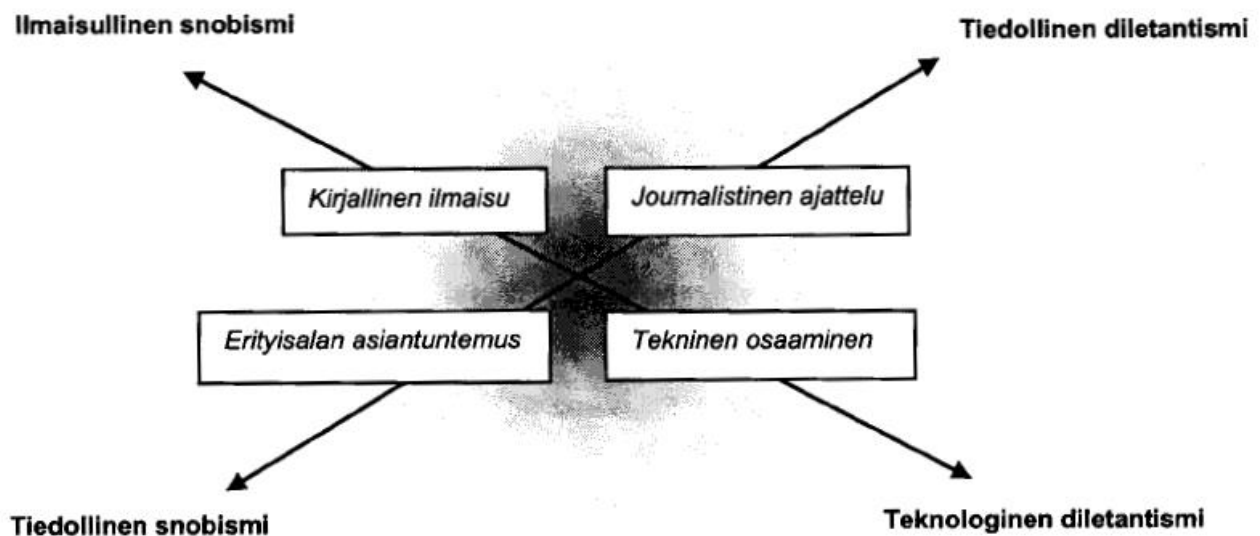 Ilmaisullinen snobismi
Tiedollinen diletantismi
Kirjallinen ilmaisu
Journalistinen ajattelu
Erityisalan asiantuntemus
Tekninen osaaminen
Tiedollinen snobismi
Teknologinen diletantismi